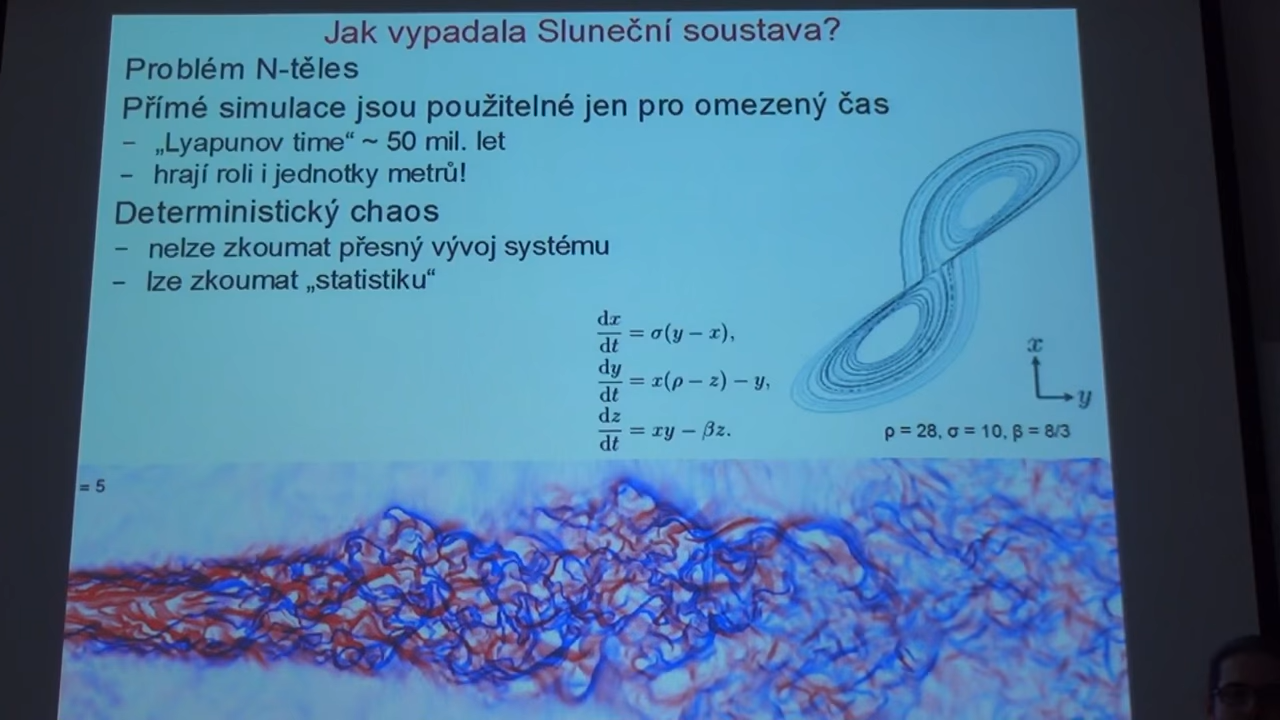 Jak vypadala Sluneční soustava?
Problém N-těles
Přímé simulace jsou použitelné jen pro omezený čas
– „Lyapunov time“ ~ 50 mil. let
– hrají roli i jednotky metrů!
Deterministický chaos
– nelze zkoumat přesný vývoj systému
– lze zkoumat „statistiku“
dx/dt = σ(y − x),
dy/dt = x(ρ − z) − y,
dz/dt = xy − βz.
x
y
ρ = 28, σ = 10, β = 8/3
= 5